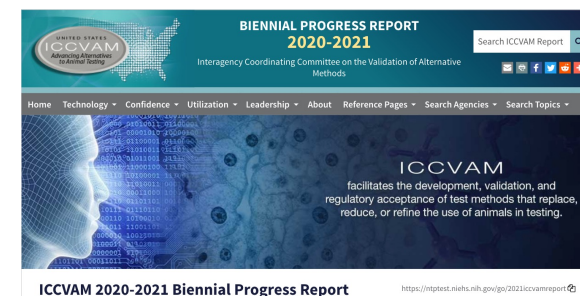 UNITED STATES
ICCVAM
Advancing Alternatives
to Animal Testing
BIENNIAL PROGRESS REPORT
2020-2021
Interagency Coordinating Committee on the Validation of Alternative
Methods
Search ICCVAM Report
Home Technology Confidence Utilization Leadership About Reference Pages Search Agencies Search Topics
ICCVAM
facilitates the development, validation, and
regulatory acceptance of test methods that replace,
reduce, or refine the use of animals in testing.
ICCVAM 2020-2021 Biennial Progress Report
https://ntptest.niehs.nih.gov/go/2021iccvamreport